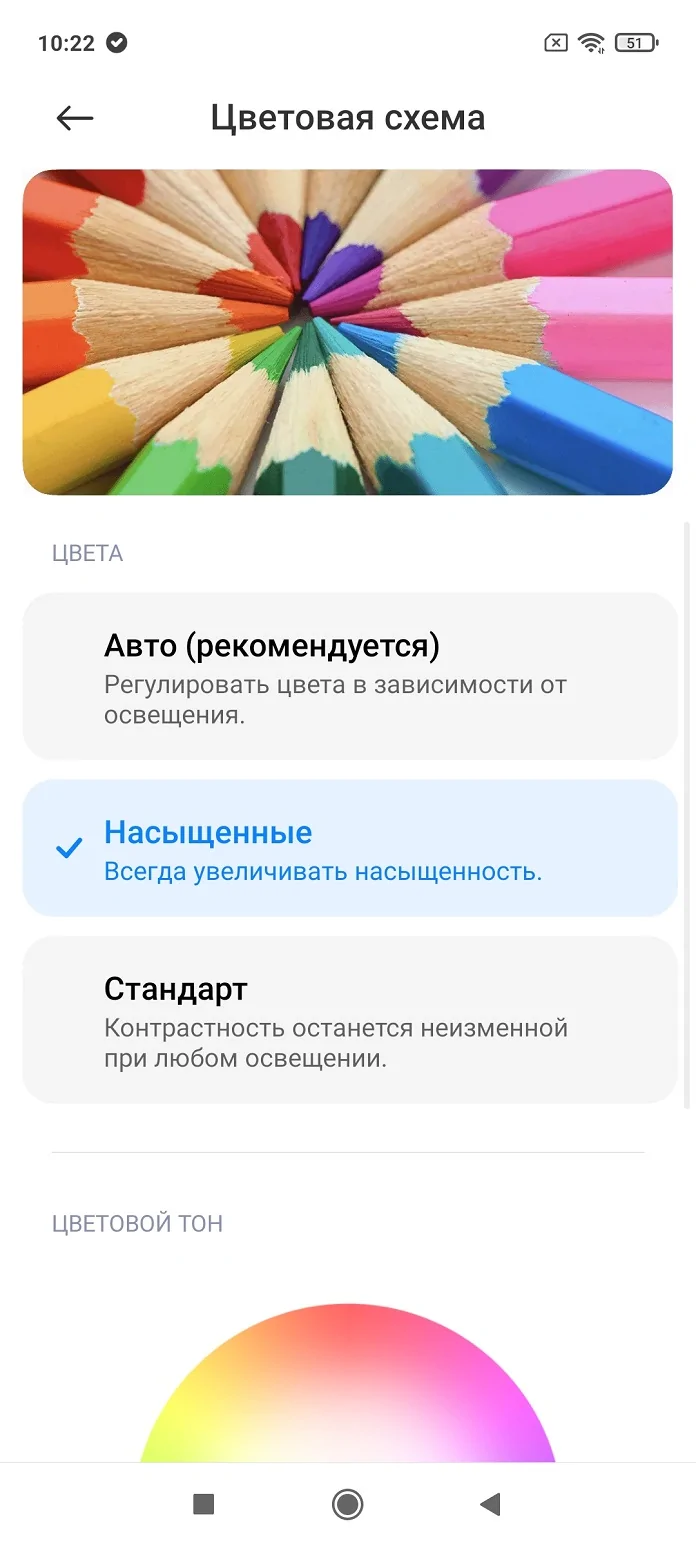 10:22
51
Цветовая схема
ЦВЕТА
Авто (рекомендуется)
Регулировать цвета в зависимости от
освещения.
Насыщенные
Всегда увеличивать насыщенность.
Стандарт
Контрастность останется неизменной
при любом освещении.
ЦВЕТОВОЙ ТОН